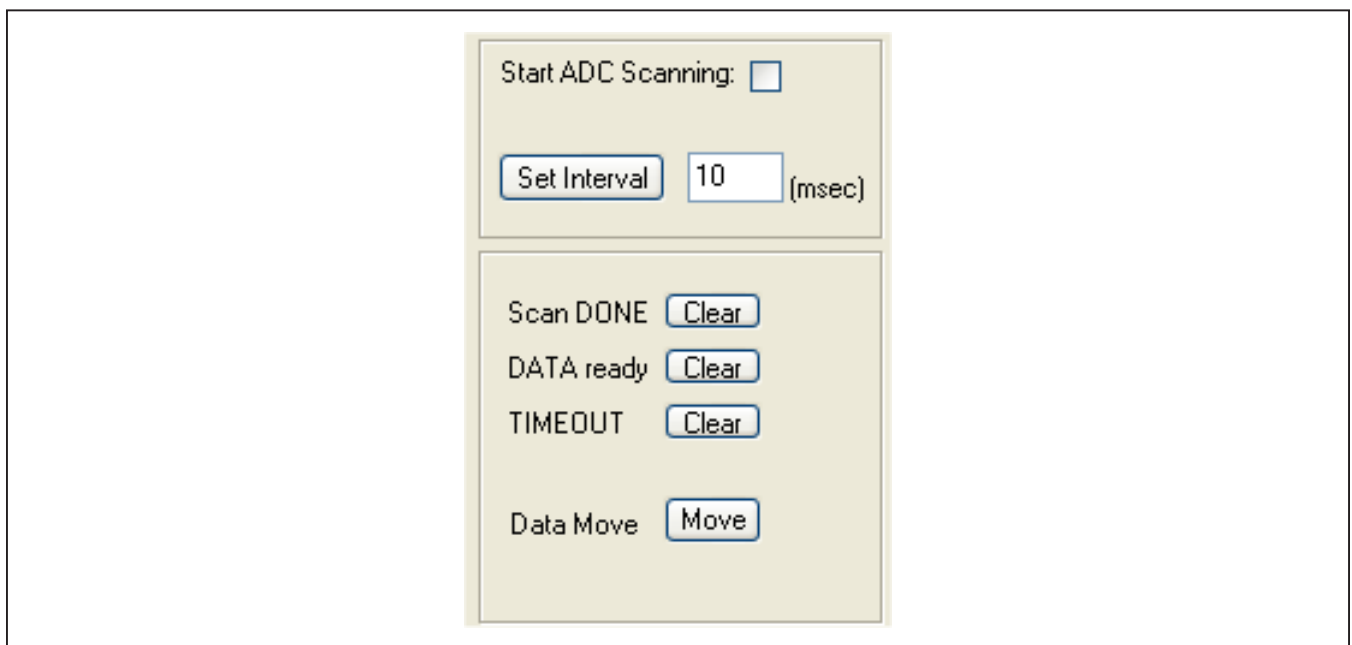 Start ADC Scanning:
Set Interval 10 (msec)
Scan DONE Clear
DATA ready Clear
TIMEOUT Clear
Data Move Move